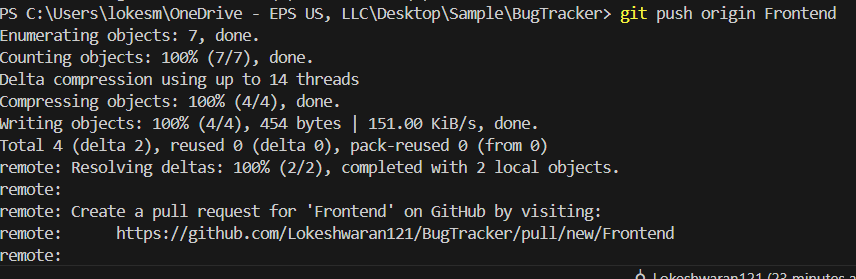 PS C:\Users\lokesm\OneDrive - EPS US, LLC\Desktop\Sample\BugTracker> git push origin Frontend
Enumerating objects: 7, done.
Counting objects: 100% (7/7), done.
Delta compression using up to 14 threads
Compressing objects: 100% (4/4), done.
Writing objects: 100% (4/4), 454 bytes | 151.00 KiB/s, done.
Total 4 (delta 2), reused 0 (delta 0), pack-reused 0 (from 0)
remote: Resolving deltas: 100% (2/2), completed with 2 local objects.
remote:
remote: Create a pull request for 'Frontend' on GitHub by visiting:
remote:      https://github.com/Lokeshwaran121/BugTracker/pull/new/Frontend
remote:
Lokeshwaran121 (23 minutes a